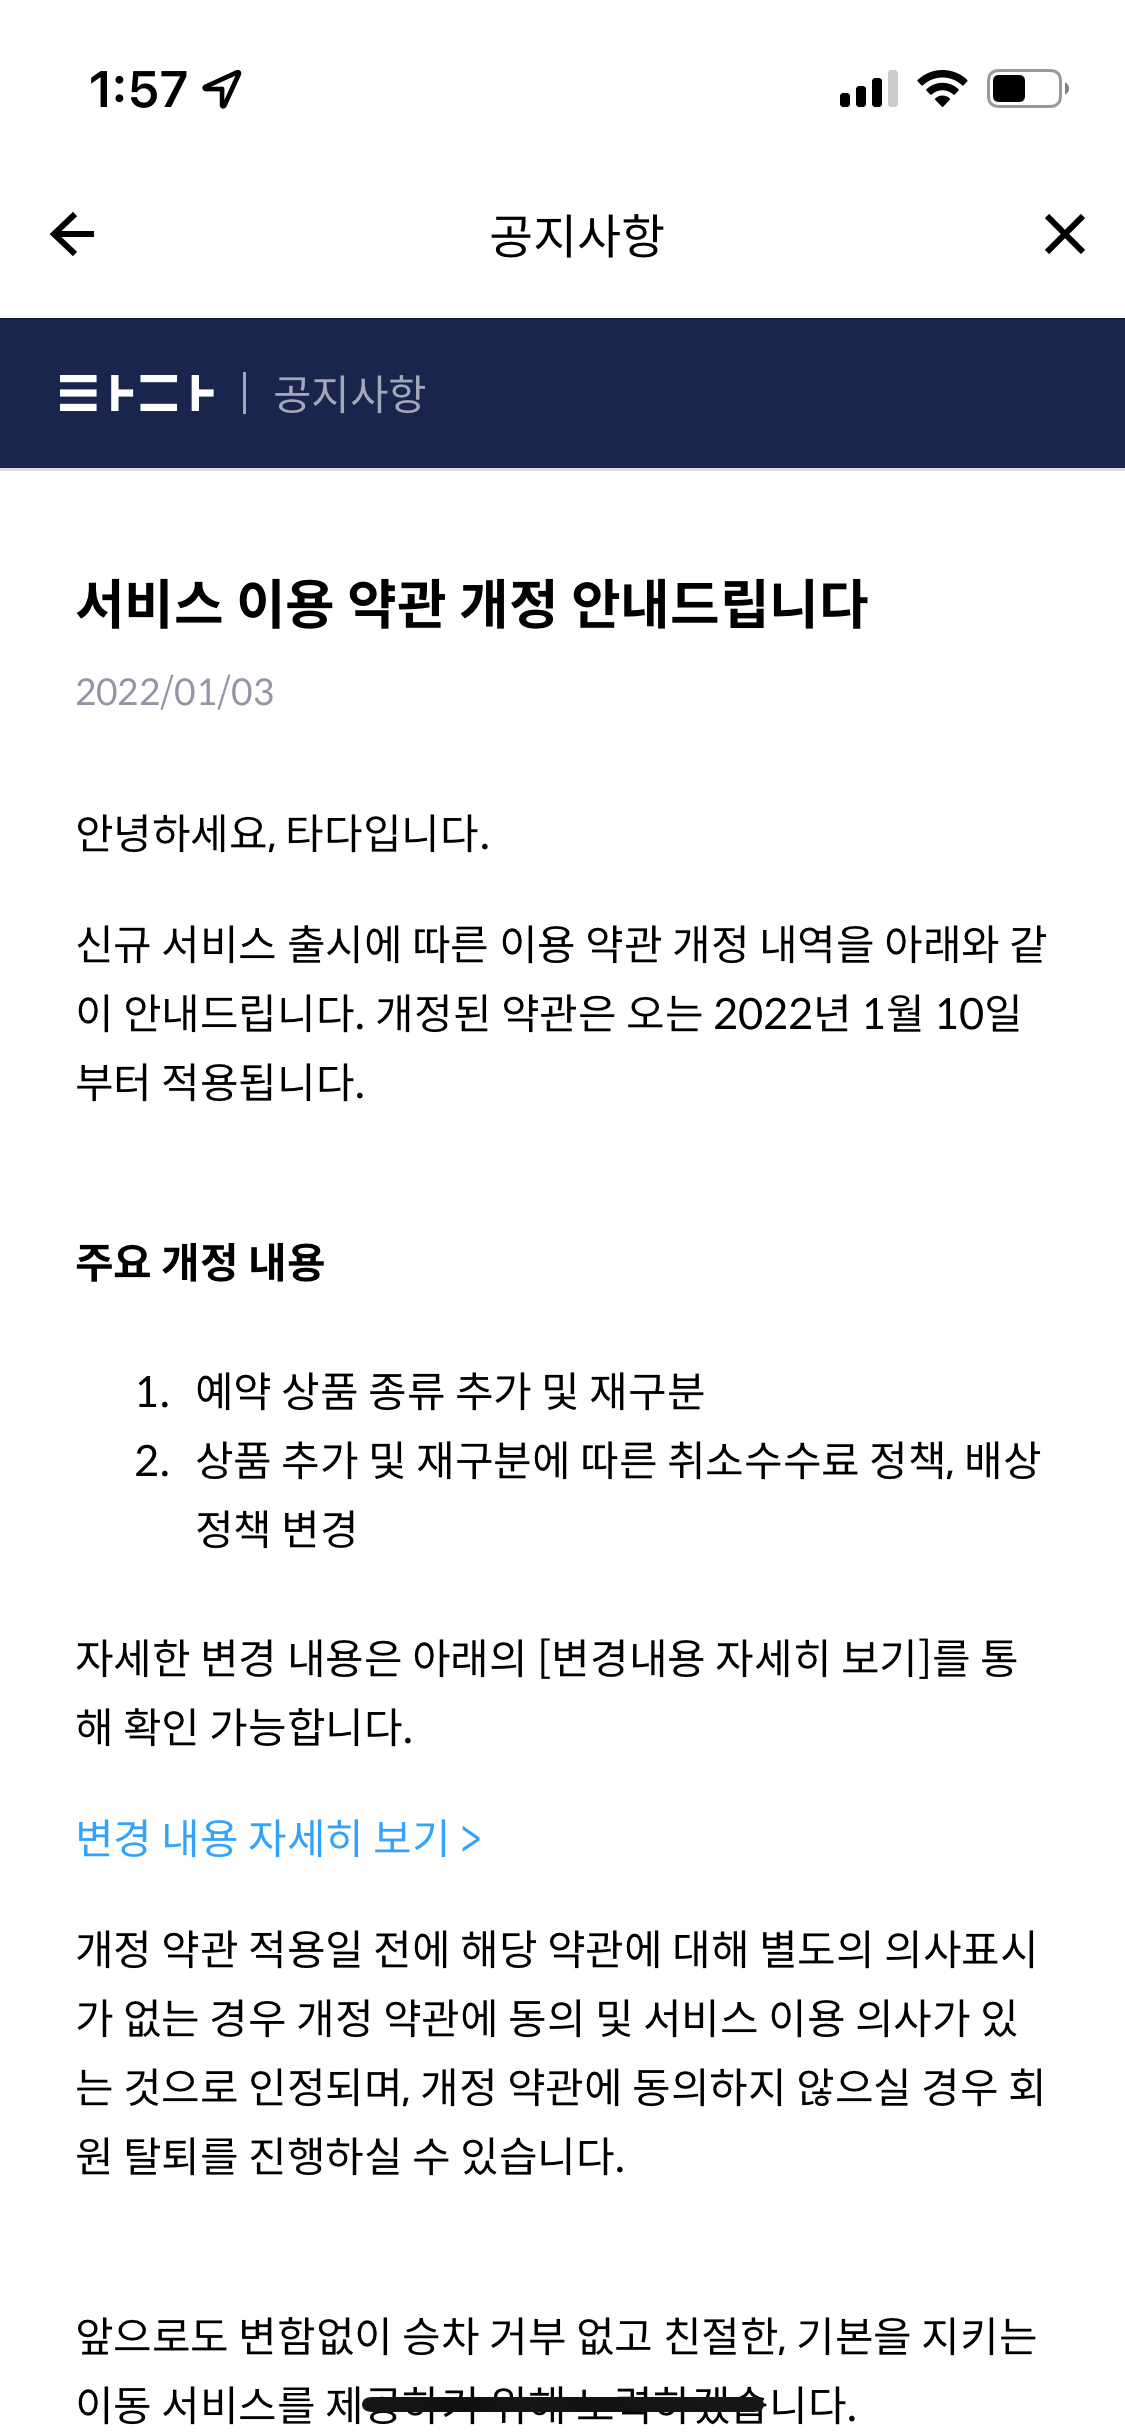 1:57
공지사항
타다 | 공지사항
서비스 이용 약관 개정 안내드립니다
2022/01/03
안녕하세요, 타다입니다.
신규 서비스 출시에 따른 이용 약관 개정 내역을 아래와 같
이 안내드립니다. 개정된 약관은 오는 2022년 1월 10일
부터 적용됩니다.
주요 개정 내용
1. 예약 상품 종류 추가 및 재구분
2. 상품 추가 및 재구분에 따른 취소수수료 정책, 배상
정책 변경
자세한 변경 내용은 아래의 [변경내용 자세히 보기]를 통
해 확인 가능합니다.
변경 내용 자세히 보기 >
개정 약관 적용일 전에 해당 약관에 대해 별도의 의사표시
가 없는 경우 개정 약관에 동의 및 서비스 이용 의사가 있
는 것으로 인정되며, 개정 약관에 동의하지 않으실 경우 회
원 탈퇴를 진행하실 수 있습니다.
앞으로도 변함없이 승차 거부 없고 친절한, 기본을 지키는
이동 서비스를 제공하기 위해 노력하겠습니다.